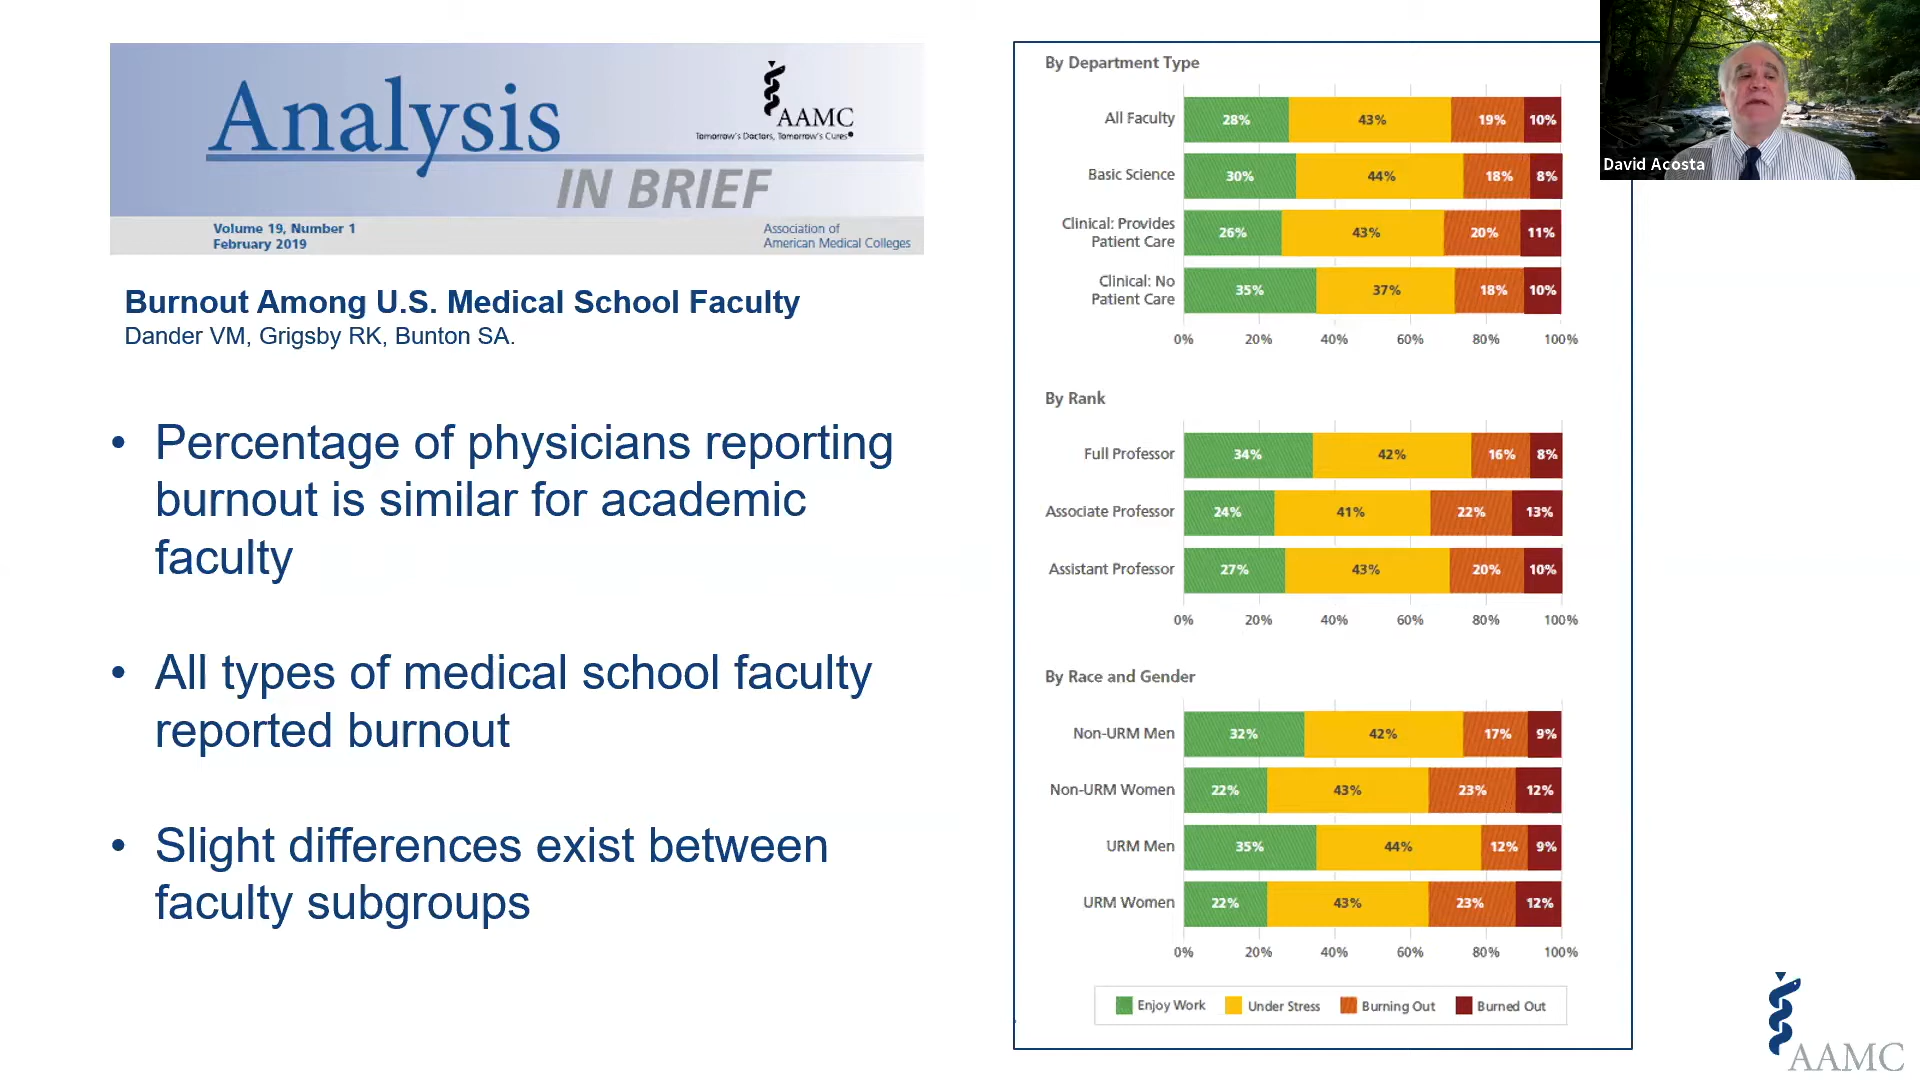 Analysis
IN BRIEF
AAMC
Tomorrow's Doctors, Tomorrow's Cures®
Volume 19, Number 1
February 2019
Association of
American Medical Colleges
Burnout Among U.S. Medical School Faculty
Dander VM, Grigsby RK, Bunton SA.
• Percentage of physicians reporting
burnout is similar for academic
faculty
• All types of medical school faculty
reported burnout
• Slight differences exist between
faculty subgroups
By Department Type
All Faculty 28% 43% 19% 10%
Basic Science 30% 44% 18% 8%
Clinical: Provides
Patient Care 26% 43% 20% 11%
Clinical: No
Patient Care 35% 37% 18% 10%
0% 20% 40% 60% 80% 100%
By Rank
Full Professor 34% 42% 16% 8%
Associate Professor 24% 41% 22% 13%
Assistant Professor 27% 43% 20% 10%
0% 20% 40% 60% 80% 100%
By Race and Gender
Non-URM Men 32% 42% 17% 9%
Non-URM Women 22% 43% 23% 12%
URM Men 35% 44% 12% 9%
URM Women 22% 43% 23% 12%
0% 20% 40% 60% 80% 100%
Enjoy Work Under Stress Burning Out Burned Out
David Acosta
AAMC